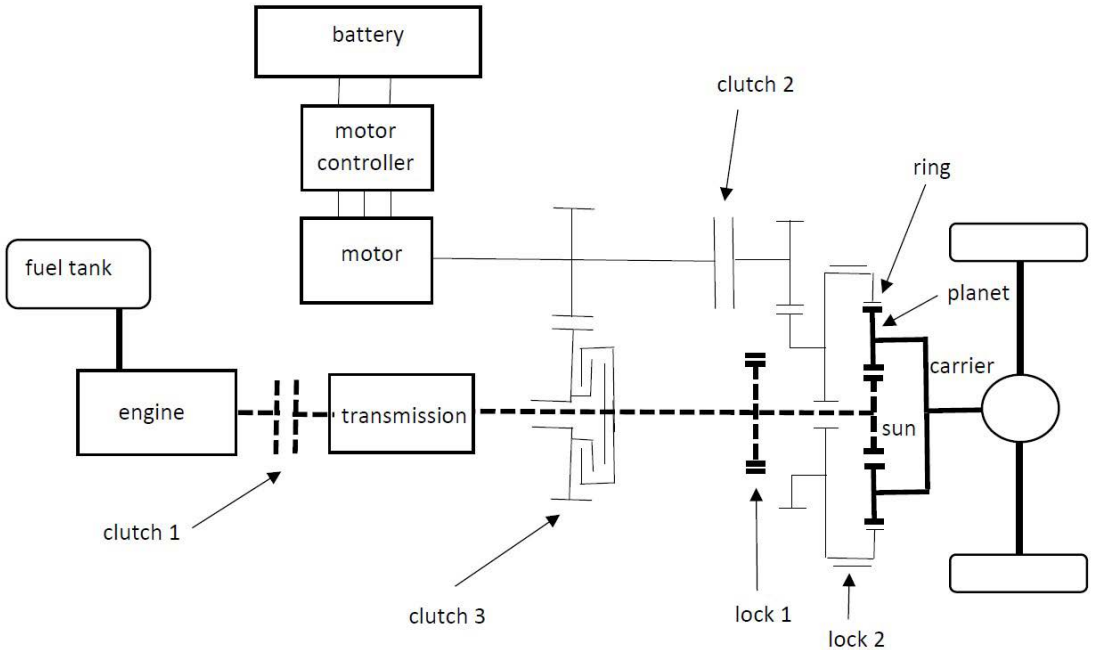 battery
clutch 2
motor
controller
ring
motor
fuel tank
planet
carrier
engine
transmission
sun
clutch 1
clutch 3
lock 1
lock 2